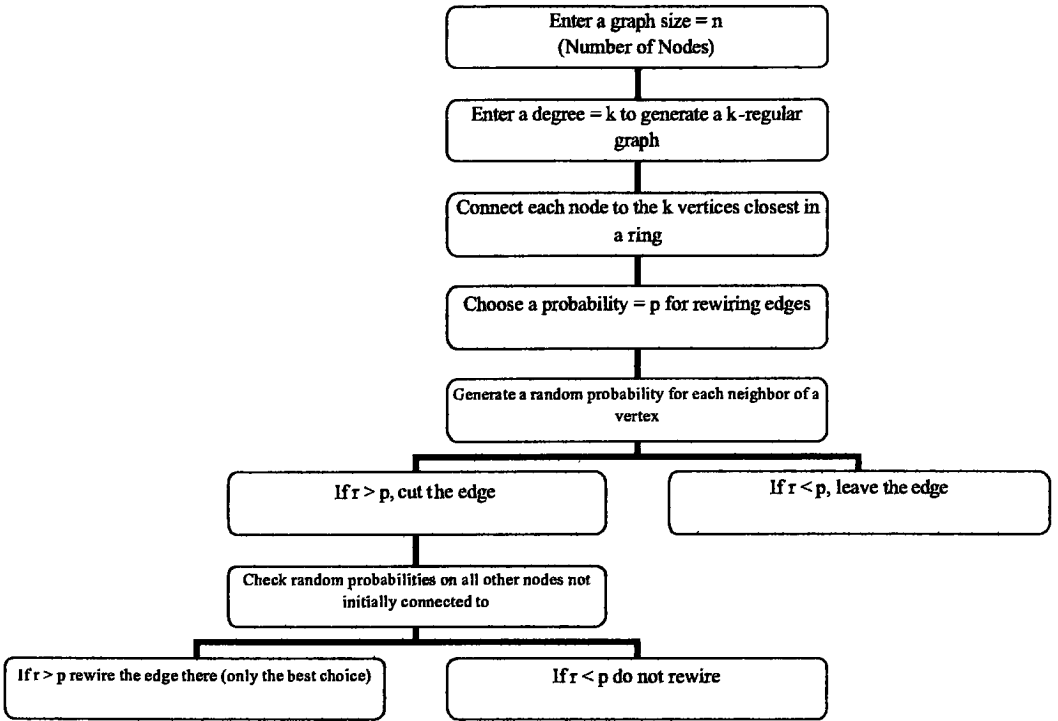 Enter a graph size = n
(Number of Nodes)
Enter a degree = k to generate a k-regular
graph
Connect each node to the k vertices closest in
a ring
Choose a probability = p for rewiring edges
Generate a random probability for each neighbor of a
vertex
If r > p, cut the edge
If r < p, leave the edge
Check random probabilities on all other nodes not
initially connected to
If r > p rewire the edge there (only the best choice)
If r < p do not rewire